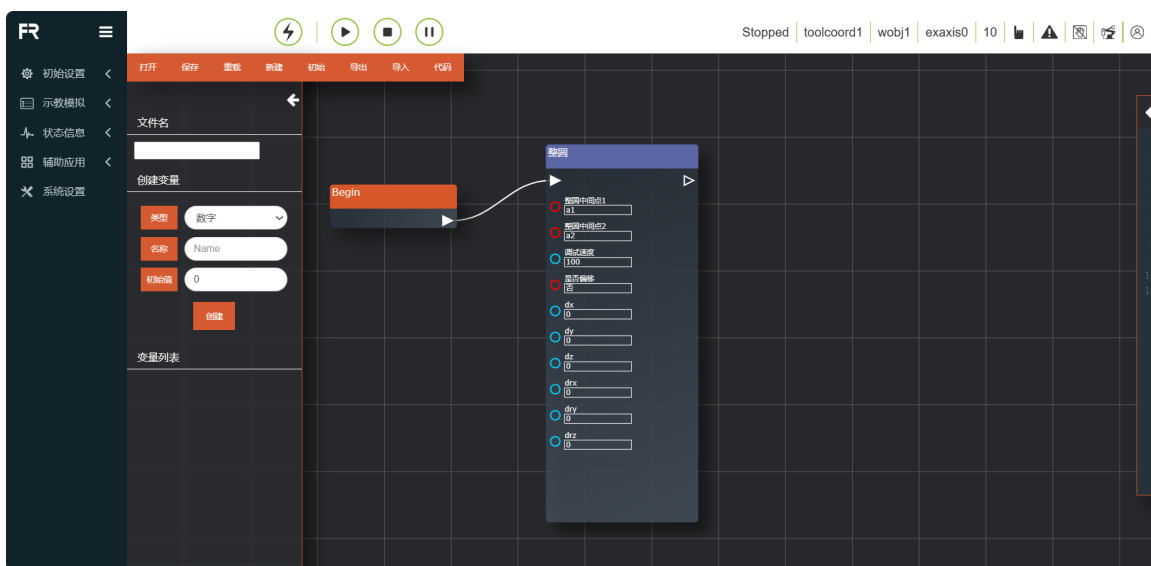 FR
Stopped toolcoord1 wobj1 exaxis0 10
初始设置
示教模拟
状态信息
辅助应用
系统设置
打开 保存 重载 新建 初始 导出 导入 代码
文件名
创建变量
类型 数字
名称 Name
初始值 0
创建
变量列表
Begin
整圆
整圆中间点1
a1
整圆中间点2
a2
调试速度
100
是否偏移
否
dx
0
dy
0
dz
0
drx
0
dry
0
drz
0
1
1